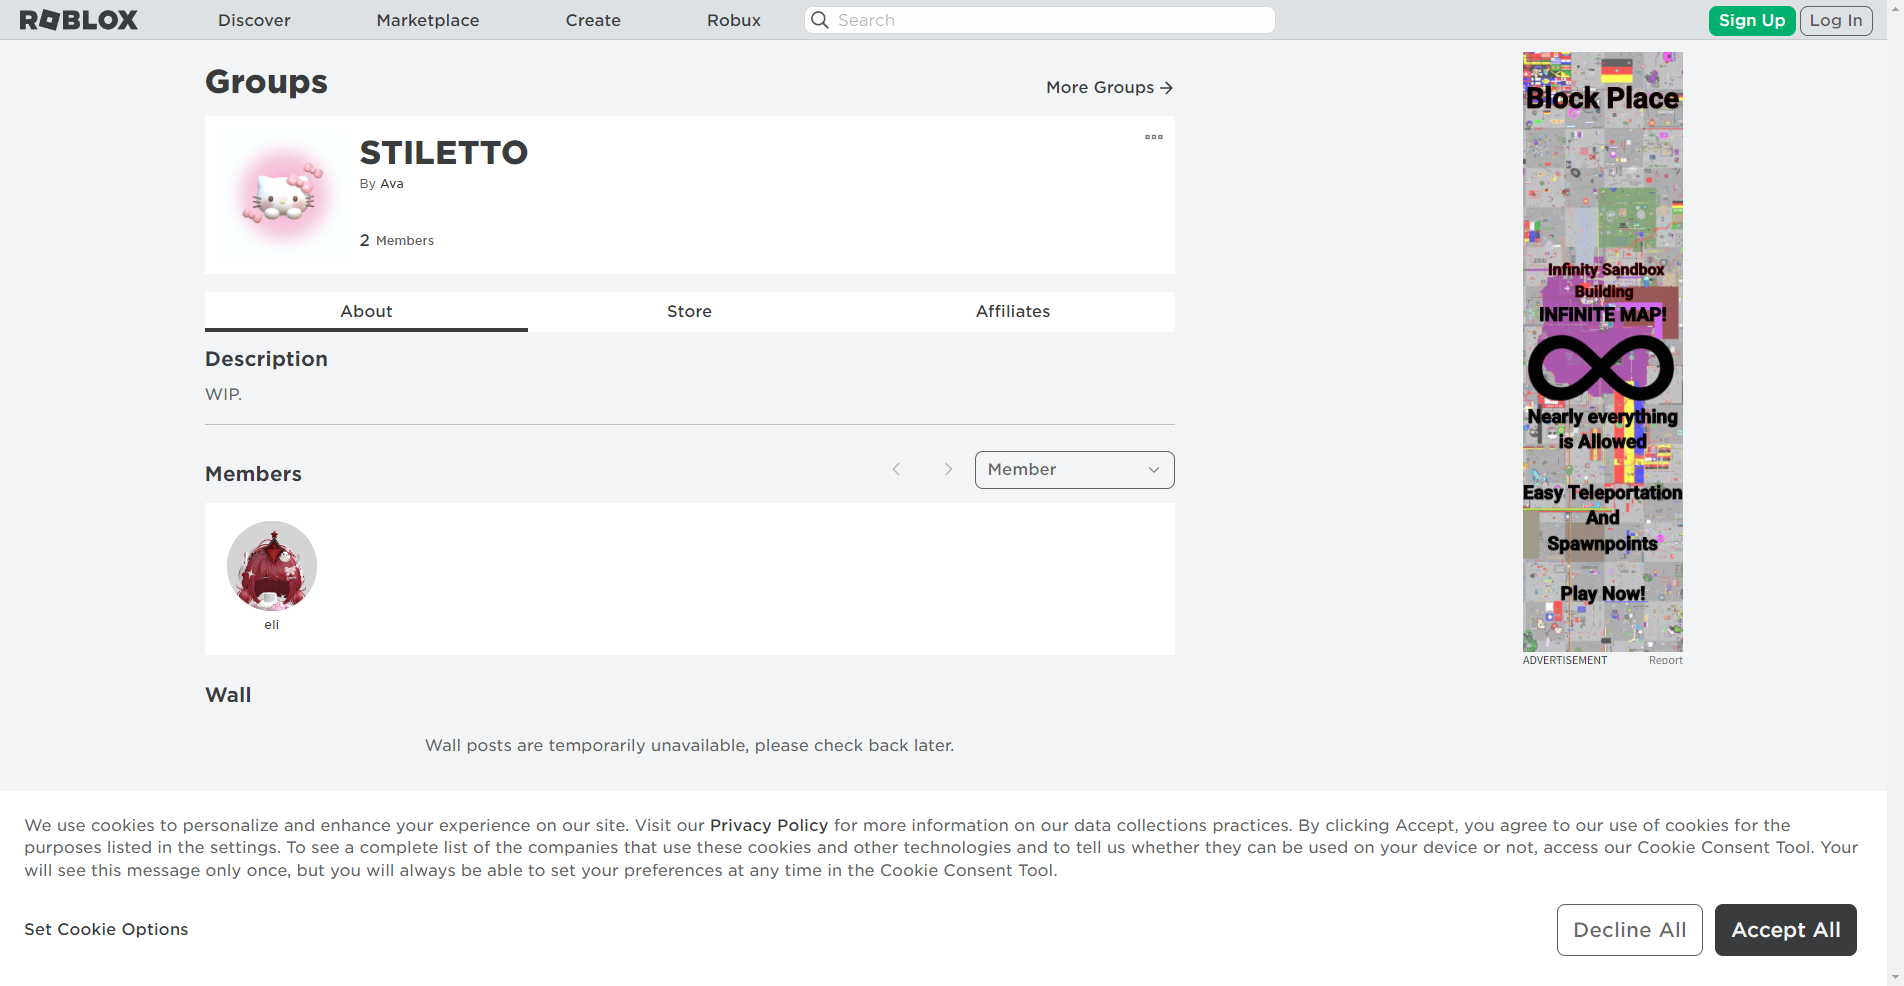 ROBLOX
Discover
Marketplace
Create
Robux
Search
Sign Up
Log In
Groups
More Groups
STILETTO
By Ava
2 Members
About
Store
Affiliates
Description
WIP.
Members
Member
eli
Wall
Wall posts are temporarily unavailable, please check back later.
Block Place
Infinity Sandbox
Building
INFINITE MAP!
Nearly everything
is Allowed
Easy Teleportation
And
Spawnpoints
Play Now!
ADVERTISEMENT
Report
We use cookies to personalize and enhance your experience on our site. Visit our Privacy Policy for more information on our data collections practices. By clicking Accept, you agree to our use of cookies for the
purposes listed in the settings. To see a complete list of the companies that use these cookies and other technologies and to tell us whether they can be used on your device or not, access our Cookie Consent Tool. Your
will see this message only once, but you will always be able to set your preferences at any time in the Cookie Consent Tool.
Set Cookie Options
Decline All
Accept All